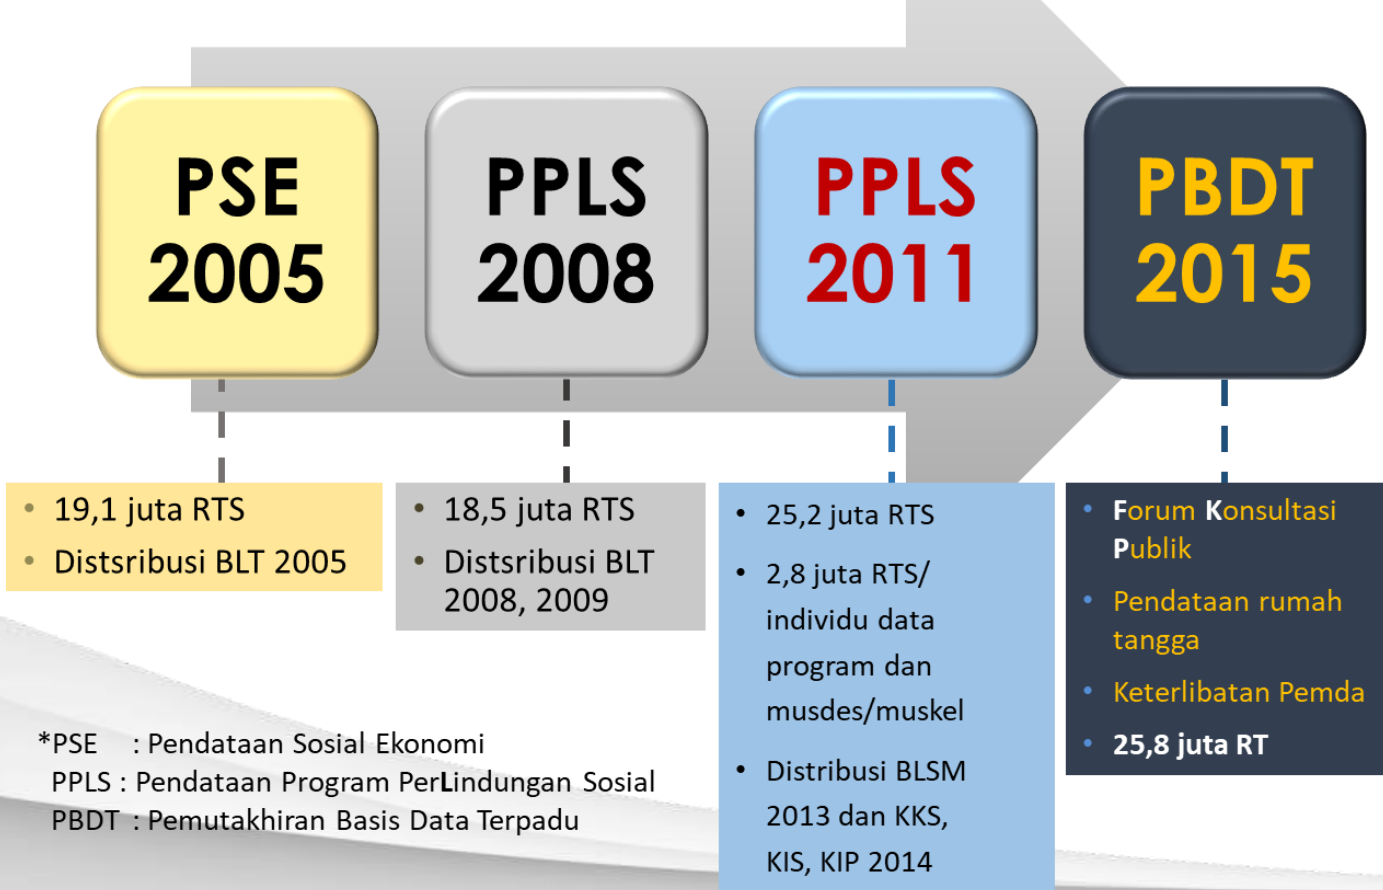 PSE
2005
PPLS
2008
PPLS
2011
PBDT
2015
• 19,1 juta RTS
• Distsribusi BLT 2005
• 18,5 juta RTS
• Distsribusi BLT
2008, 2009
• 25,2 juta RTS
• 2,8 juta RTS/
individu data
program dan
musdes/muskel
• Distribusi BLSM
2013 dan KKS,
KIS, KIP 2014
• Forum Konsultasi
Publik
• Pendataan rumah
tangga
• Keterlibatan Pemda
• 25,8 juta RT
*PSE : Pendataan Sosial Ekonomi
PPLS : Pendataan Program PerLindungan Sosial
PBDT : Pemutakhiran Basis Data Terpadu